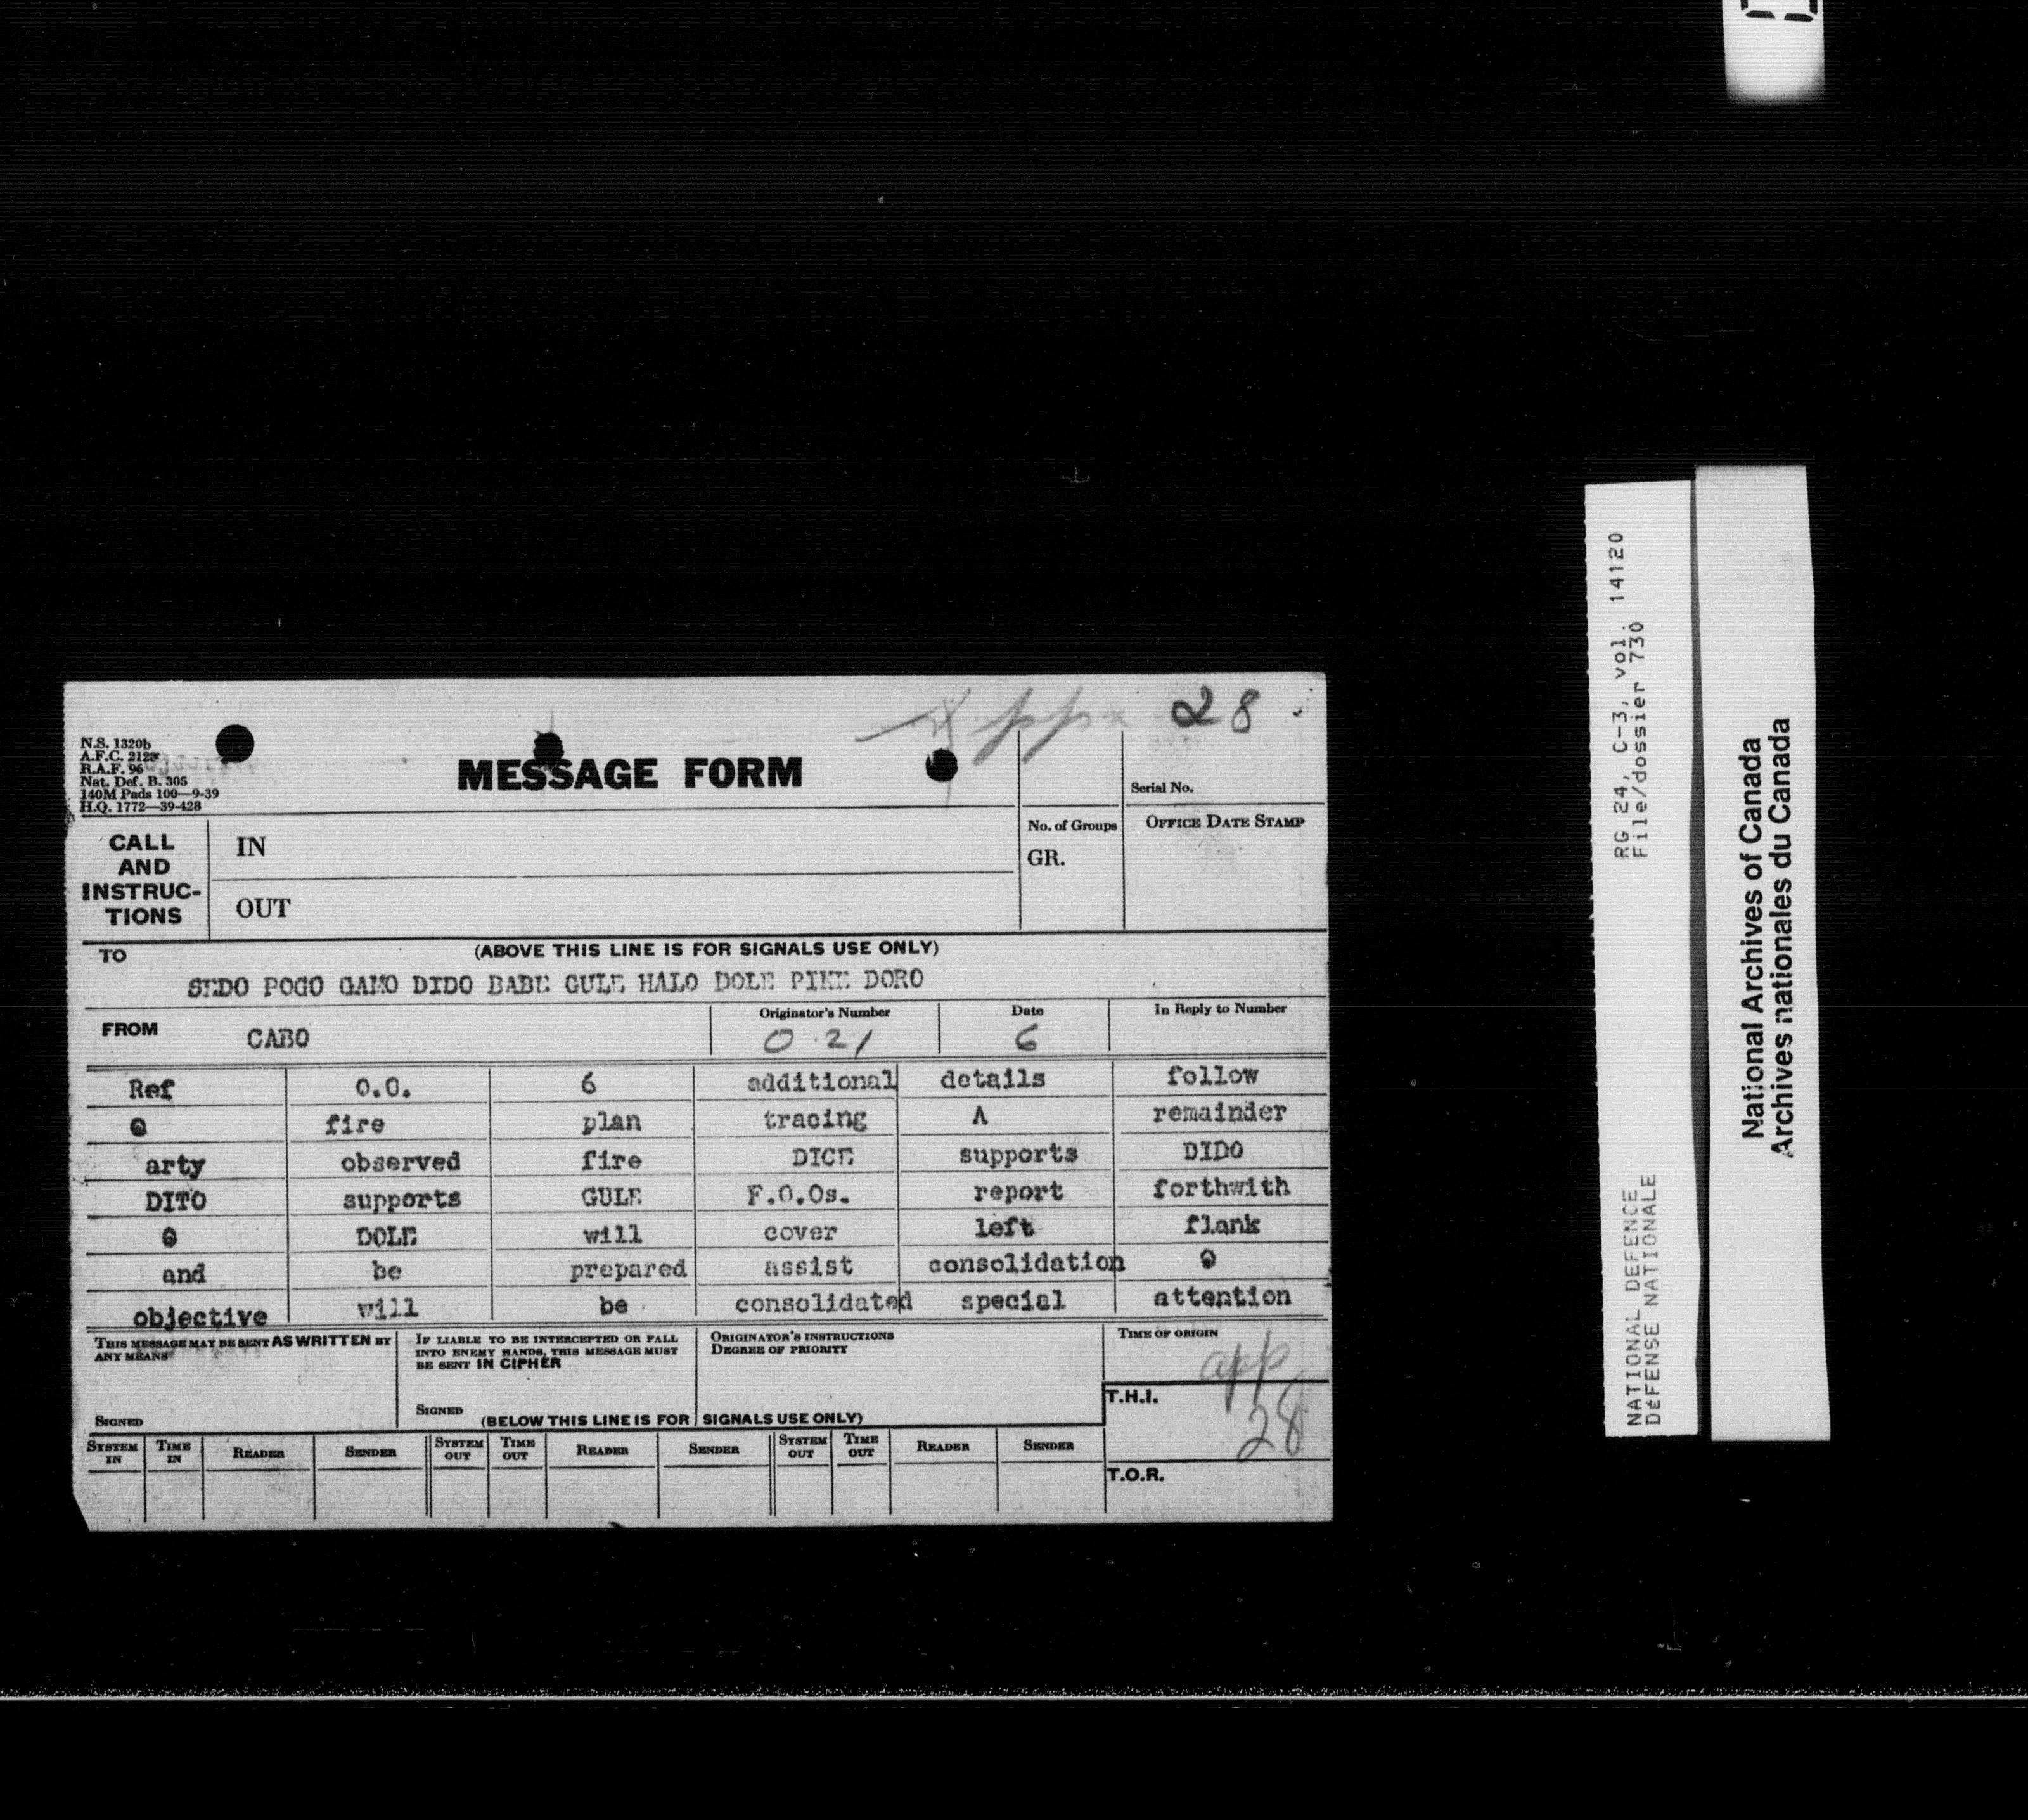 Appx 28
N.S. 1320b
A.F.C. 2128
R.A.F. 96
Nat. Def. B. 305
140M Pads 100—9-39
H.Q. 1772—39-428
MESSAGE FORM
Serial No.
CALL AND INSTRUC-TIONS
IN
OUT
No. of Groups
GR.
OFFICE DATE STAMP
(ABOVE THIS LINE IS FOR SIGNALS USE ONLY)
TO
SEDO POGO GAMO DIDO BABE GULE HALO DOLE PIKE DORO
FROM CABO
Originator's Number 0 21
Date 6
In Reply to Number
Ref O.O. 6 additional details follow
@ fire plan tracing A remainder
arty observed fire DICE supports DIDO
DITO supports GULE F.O.Os. report forthwith
@ DOLE will cover left flank
and be prepared assist consolidation @
objective will be consolidated special attention
THIS MESSAGE MAY BE SENT AS WRITTEN BY ANY MEANS
SIGNED
IF LIABLE TO BE INTERCEPTED OR FALL INTO ENEMY HANDS, THIS MESSAGE MUST BE SENT IN CIPHER
SIGNED
ORIGINATOR'S INSTRUCTIONS
DEGREE OF PRIORITY
TIME OF ORIGIN
app
T.H.I.
28
T.O.R.
(BELOW THIS LINE IS FOR SIGNALS USE ONLY)
SYSTEM IN TIME IN READER SENDER SYSTEM OUT TIME OUT READER SENDER SYSTEM OUT TIME OUT READER SENDER
NATIONAL DEFENCE RG 24, C-3, vol. 14120
DÉFENSE NATIONALE File/dossier 730
National Archives of Canada
Archives nationales du Canada